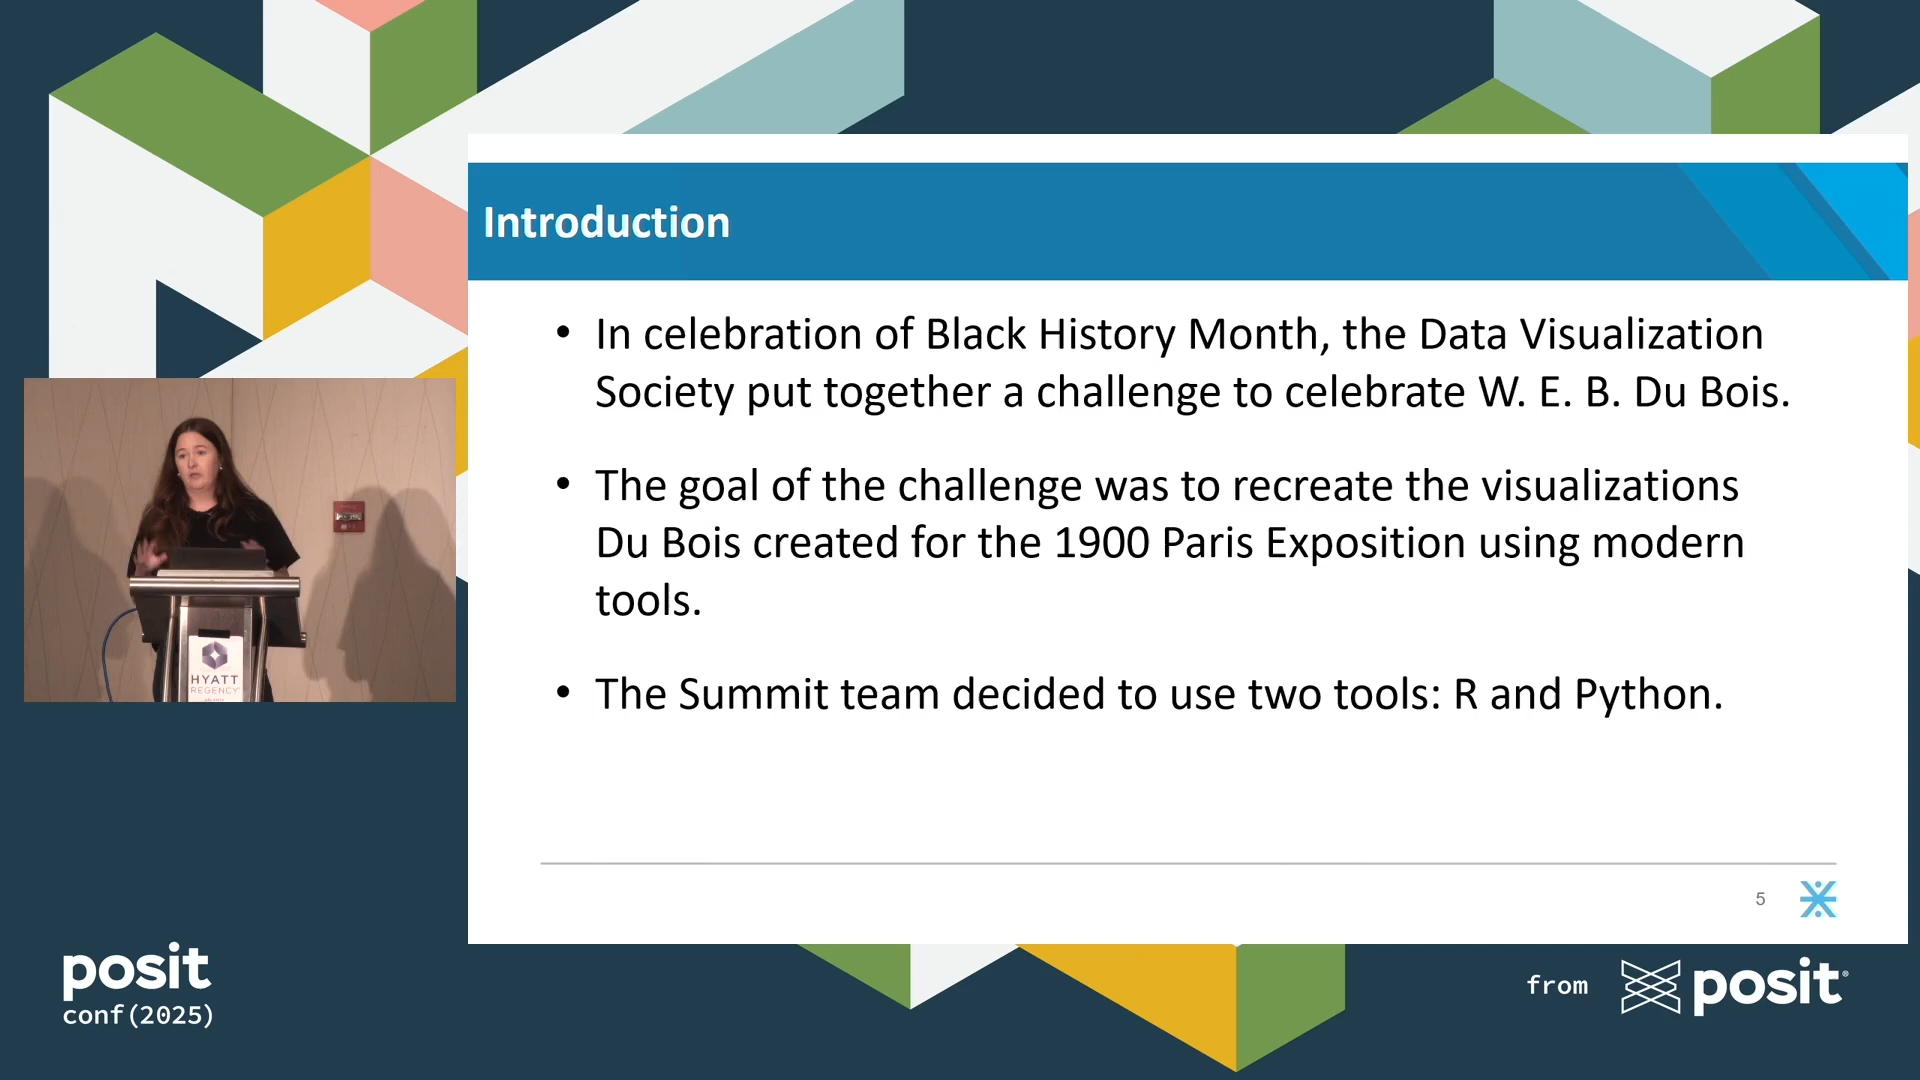 Introduction
• In celebration of Black History Month, the Data Visualization
Society put together a challenge to celebrate W. E. B. Du Bois.
• The goal of the challenge was to recreate the visualizations
Du Bois created for the 1900 Paris Exposition using modern
tools.
• The Summit team decided to use two tools: R and Python.
5
HYATT
REGENCY
posit
conf(2025)
from
posit®